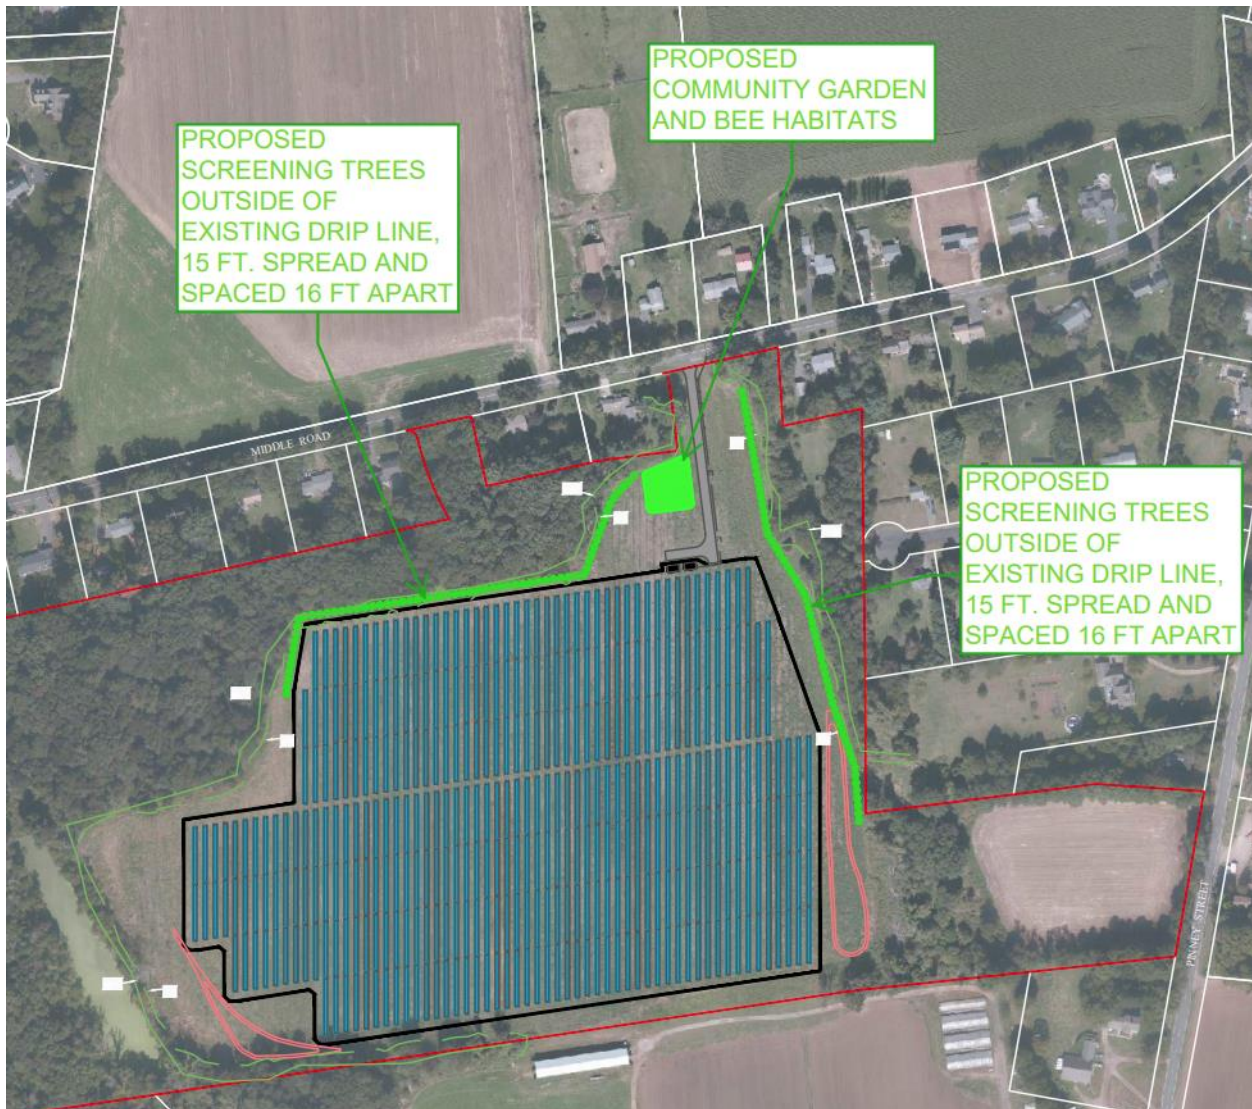 PROPOSED
COMMUNITY GARDEN
AND BEE HABITATS
PROPOSED
SCREENING TREES
OUTSIDE OF
EXISTING DRIP LINE,
15 FT. SPREAD AND
SPACED 16 FT APART
MIDDLE ROAD
PROPOSED
SCREENING TREES
OUTSIDE OF
EXISTING DRIP LINE,
15 FT. SPREAD AND
SPACED 16 FT APART
PINNEY STREET